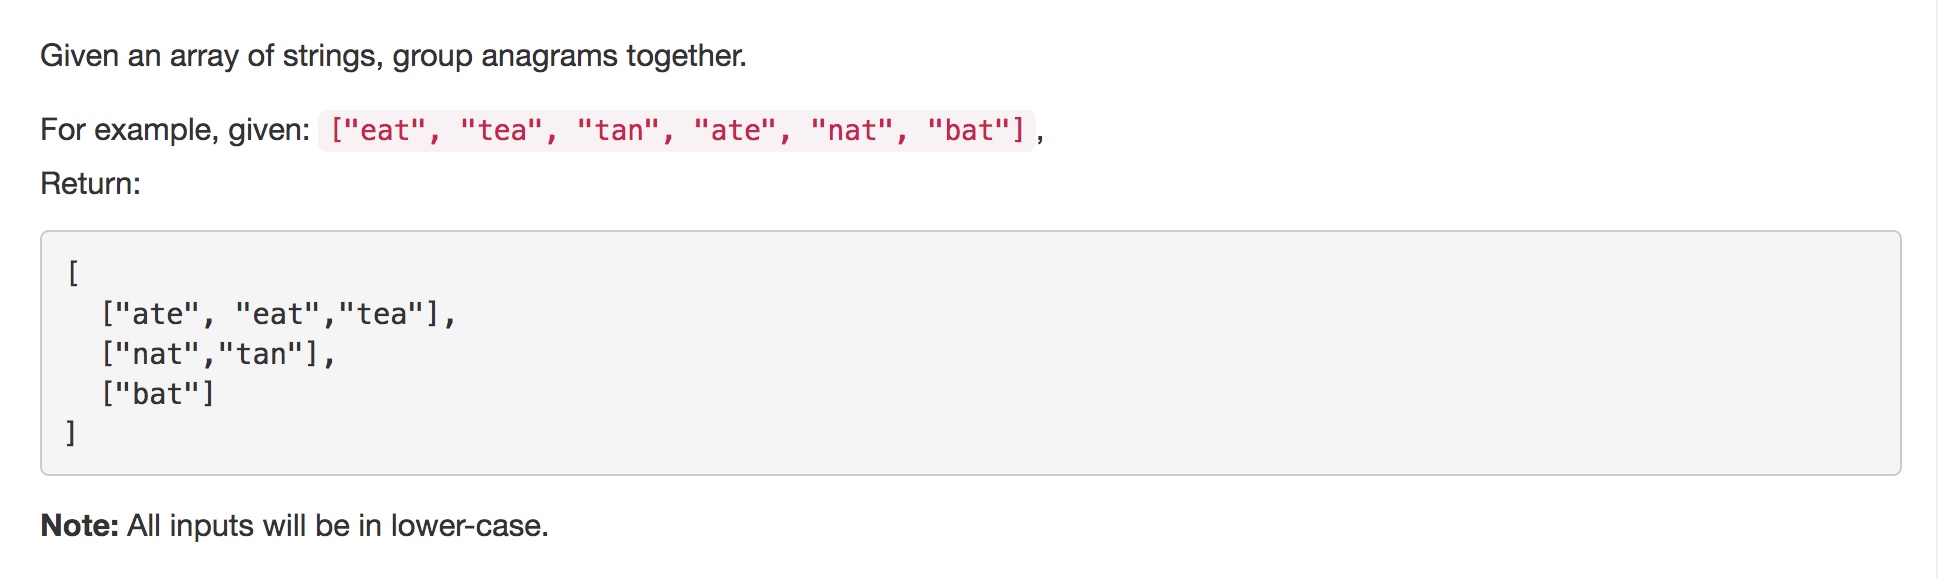 Given an array of strings, group anagrams together.
For example, given: ["eat", "tea", "tan", "ate", "nat", "bat"],
Return:
[
  ["ate", "eat","tea"],
  ["nat","tan"],
  ["bat"]
]
Note: All inputs will be in lower-case.